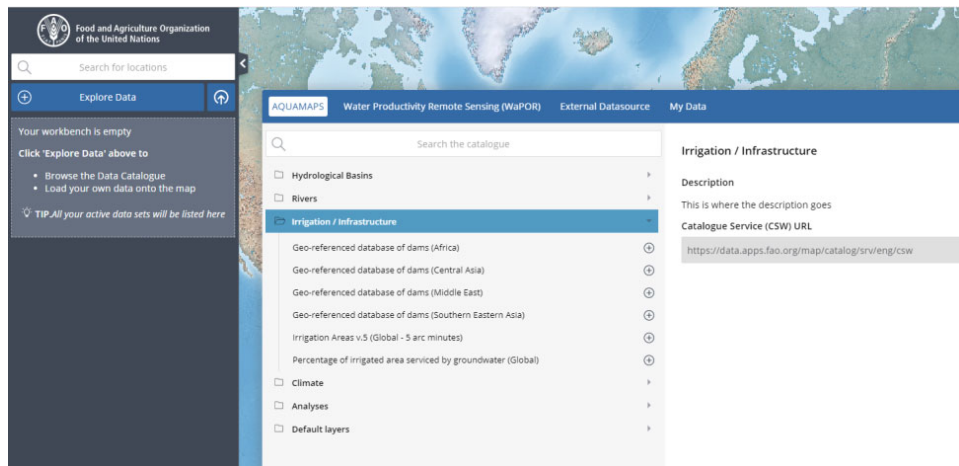 Food and Agriculture Organization
of the United Nations
Search for locations
Explore Data
Your workbench is empty
Click 'Explore Data' above to
• Browse the Data Catalogue
• Load your own data onto the map
TIP.All your active data sets will be listed here
AQUAMAPS Water Productivity Remote Sensing (WaPOR) External Datasource My Data
Search the catalogue
Hydrological Basins
Rivers
Irrigation / Infrastructure
Geo-referenced database of dams (Africa)
Geo-referenced database of dams (Central Asia)
Geo-referenced database of dams (Middle East)
Geo-referenced database of dams (Southern Eastern Asia)
Irrigation Areas v.5 (Global - 5 arc minutes)
Percentage of irrigated area serviced by groundwater (Global)
Climate
Analyses
Default layers
Irrigation / Infrastructure
Description
This is where the description goes
Catalogue Service (CSW) URL
https://data.apps.fao.org/map/catalog/srv/eng/csw